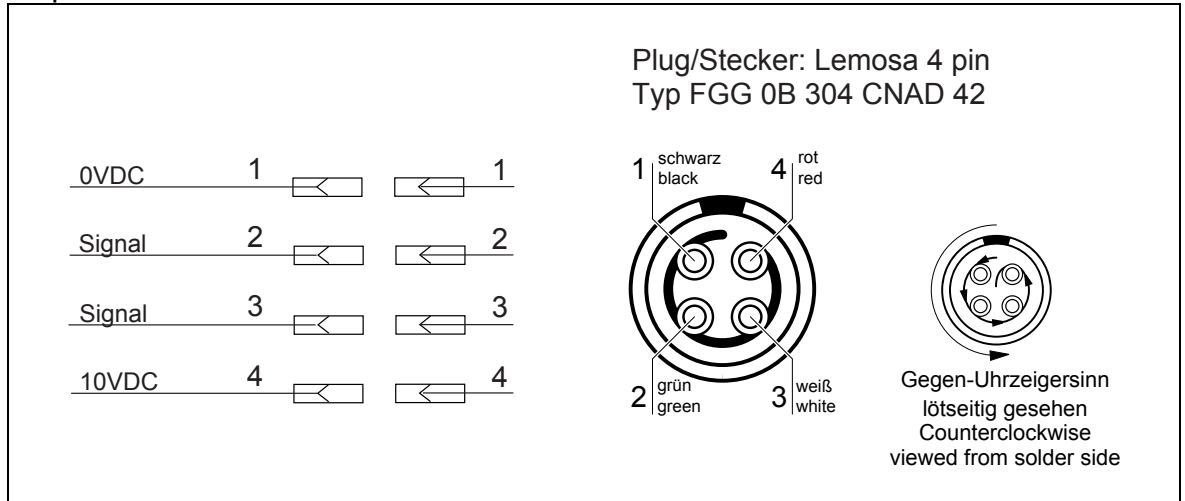 Plug/Stecker: Lemosa 4 pin
Typ FGG 0B 304 CNAD 42
0VDC 1 1
Signal 2 2
Signal 3 3
10VDC 4 4
1 schwarz
black
4 rot
red
2 grün
green
3 weiß
white
Gegen-Uhrzeigersinn
lötseitig gesehen
Counterclockwise
viewed from solder side